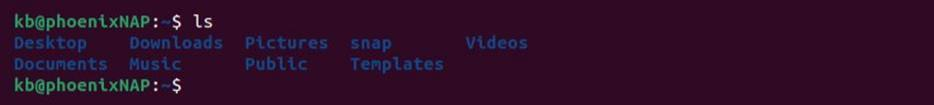 kb@phoenixNAP:~$ ls
Desktop    Downloads  Pictures  snap       Videos
Documents  Music      Public    Templates
kb@phoenixNAP:~$